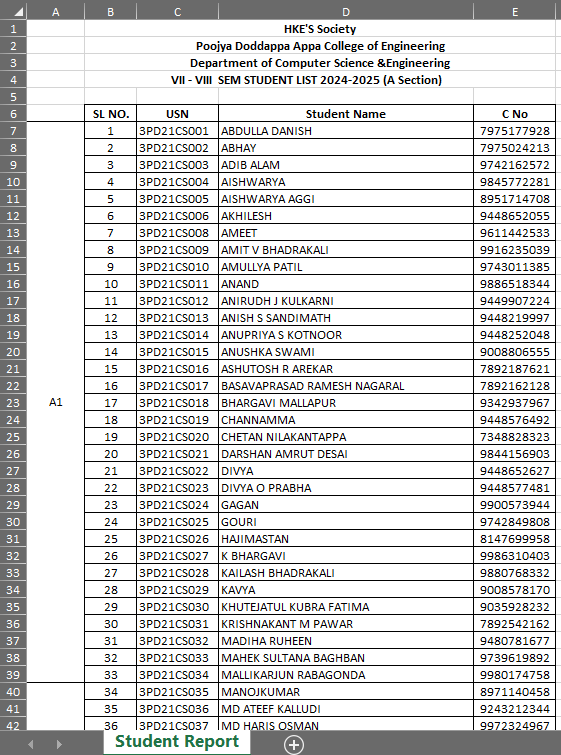 A B C D E
1 HKE'S Society
2 Poojya Doddappa Appa College of Engineering
3 Department of Computer Science &Engineering
4 VII - VIII SEM STUDENT LIST 2024-2025 (A Section)
5
6 SL NO. USN Student Name C No
7 1 3PD21CS001 ABDULLA DANISH 7975177928
8 2 3PD21CS002 ABHAY 7975024213
9 3 3PD21CS003 ADIB ALAM 9742162572
10 4 3PD21CS004 AISHWARYA 9845772281
11 5 3PD21CS005 AISHWARYA AGGI 8951714708
12 6 3PD21CS006 AKHILESH 9448652055
13 7 3PD21CS008 AMEET 9611442533
14 8 3PD21CS009 AMIT V BHADRAKALI 9916235039
15 9 3PD21CS010 AMULLYA PATIL 9743011385
16 10 3PD21CS011 ANAND 9886518344
17 11 3PD21CS012 ANIRUDH J KULKARNI 9449907224
18 12 3PD21CS013 ANISH S SANDIMATH 9448219997
19 13 3PD21CS014 ANUPRIYA S KOTNOOR 9448252048
20 14 3PD21CS015 ANUSHKA SWAMI 9008806555
21 15 3PD21CS016 ASHUTOSH R AREKAR 7892187621
22 16 3PD21CS017 BASAVAPRASAD RAMESH NAGARAL 7892162128
23 A1 17 3PD21CS018 BHARGAVI MALLAPUR 9342937967
24 18 3PD21CS019 CHANNAMMA 9448576492
25 19 3PD21CS020 CHETAN NILAKANTAPPA 7348828323
26 20 3PD21CS021 DARSHAN AMRUT DESAI 9844156903
27 21 3PD21CS022 DIVYA 9448652627
28 22 3PD21CS023 DIVYA O PRABHA 9448577481
29 23 3PD21CS024 GAGAN 9900573944
30 24 3PD21CS025 GOURI 9742849808
31 25 3PD21CS026 HAJIMASTAN 8147699958
32 26 3PD21CS027 K BHARGAVI 9986310403
33 27 3PD21CS028 KAILASH BHADRAKALI 9880768332
34 28 3PD21CS029 KAVYA 9008578170
35 29 3PD21CS030 KHUTEJATUL KUBRA FATIMA 9035928232
36 30 3PD21CS031 KRISHNAKANT M PAWAR 7892542162
37 31 3PD21CS032 MADIHA RUHEEN 9480781677
38 32 3PD21CS033 MAHEK SULTANA BAGHBAN 9739619892
39 33 3PD21CS034 MALLIKARJUN RABAGONDA 9980174758
40 34 3PD21CS035 MANOJKUMAR 8971140458
41 35 3PD21CS036 MD ATEEF KALLUDI 9243212344
42 36 3PD21CS037 MD HARIS OSMAN 9972324967
Student Report